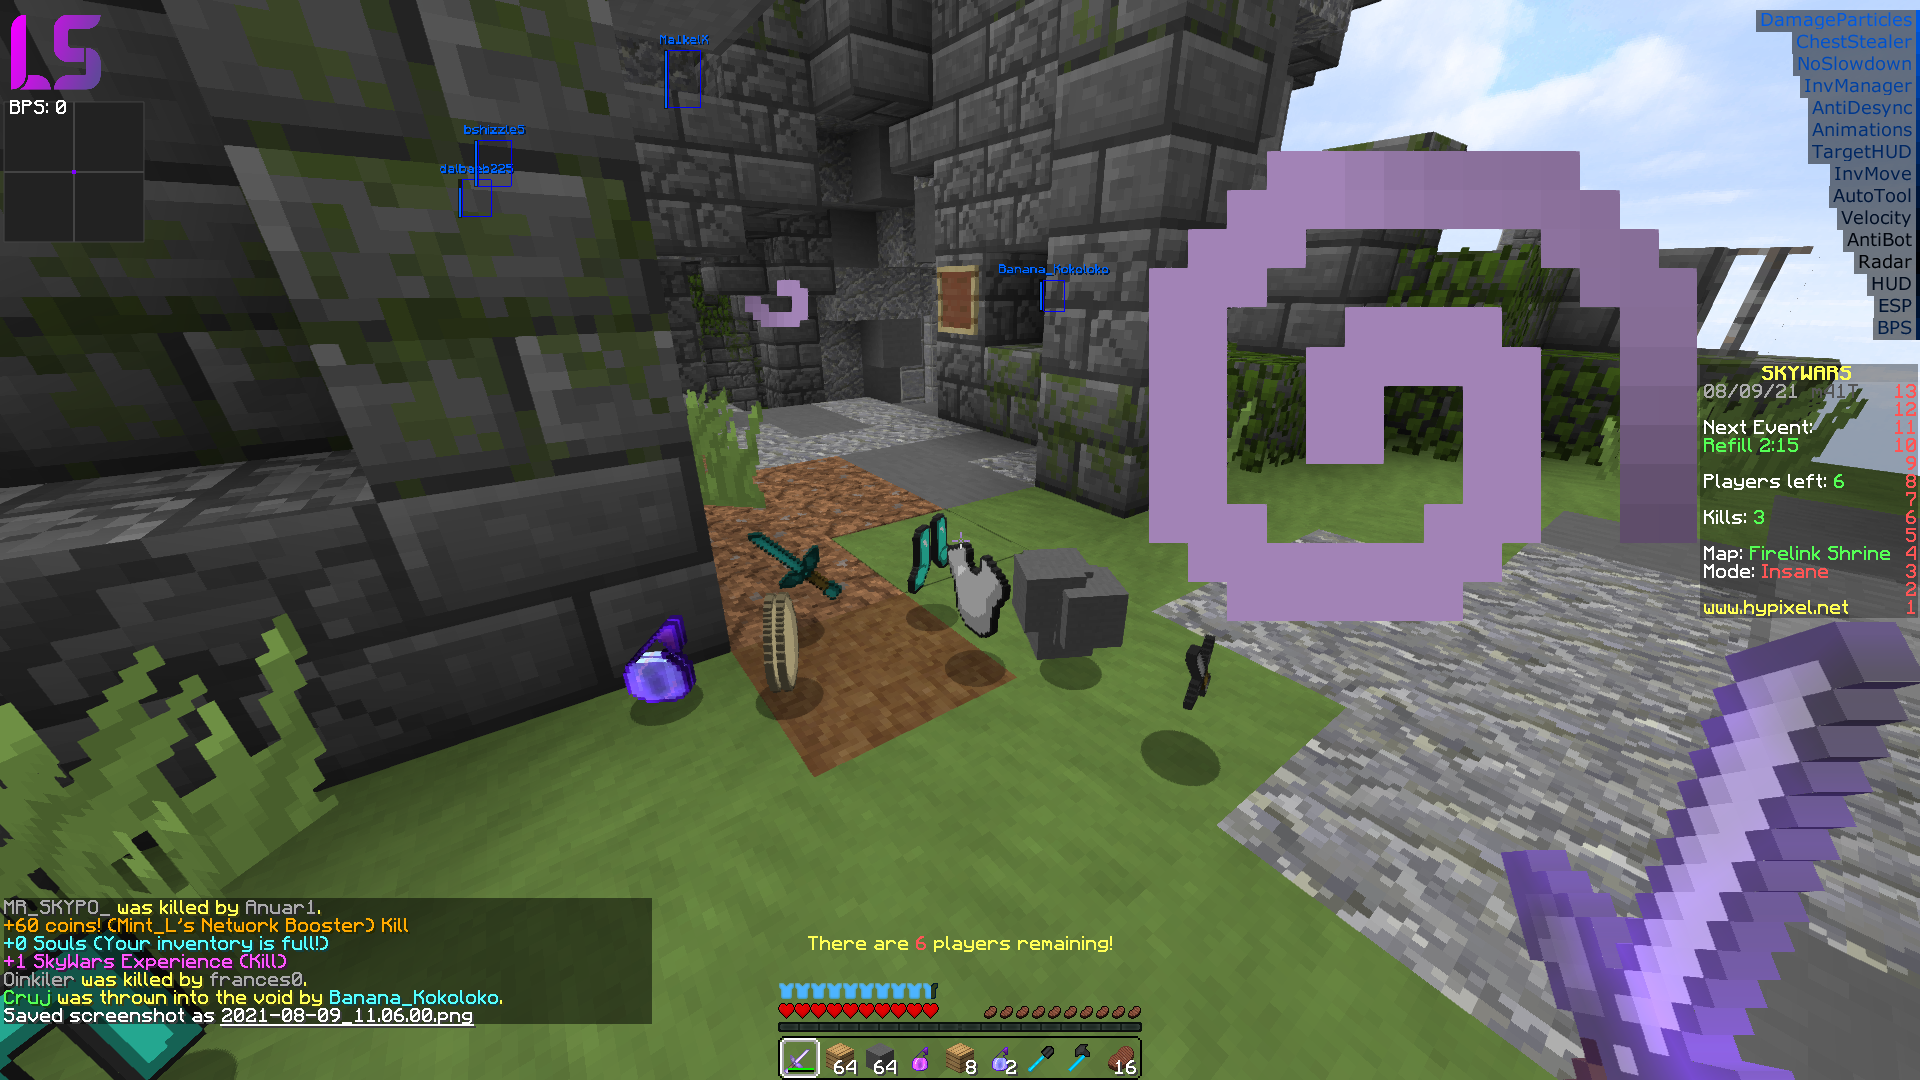 LS
BPS: 0
MalkelX
bshizzle5
dalbaeb225
Banana_Kokoloko
DamageParticles
ChestStealer
NoSlowdown
InvManager
AntiDesync
Animations
TargetHUD
InvMove
AutoTool
Velocity
AntiBot
Radar
HUD
ESP
BPS
SKYWARS
08/09/21 13
12
Next Event: 11
Refill 2:15 10
9
Players left: 6 8
7
Kills: 3 6
5
Map: Firelink Shrine 4
Mode: Insane 3
2
www.hypixel.net 1
MR_SKYPO_ was killed by Anuar1.
+60 coins! (Mint_L's Network Booster) Kill
+0 Souls (Your inventory is full!)
+1 SkyWars Experience (Kill)
Oinkiler was killed by frances0.
Cruj was thrown into the void by Banana_Kokoloko.
Saved screenshot as 2021-08-09_11.06.00.png
There are 6 players remaining!
64 64 8 2 16